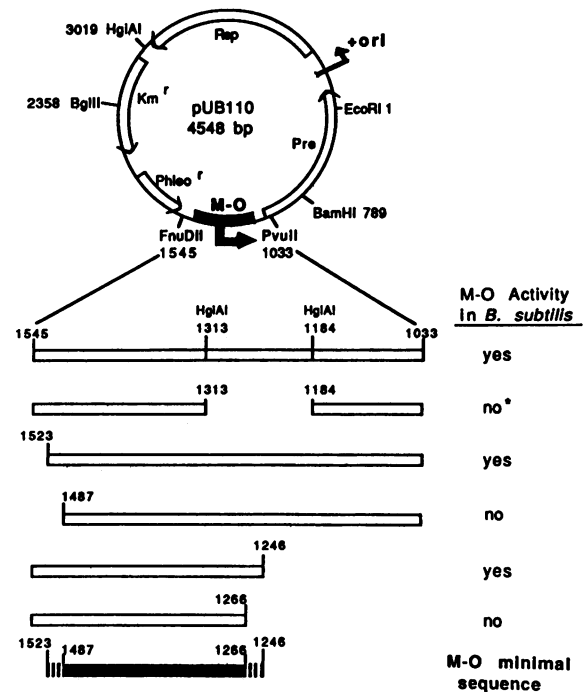 3019 HgIAI
Rep
+ori
2358 BglII
Km r
pUB110
4548 bp
EcoRI 1
Pre
Phleo r
M-O
BamHI 789
FnuDII
1545
PvuII
1033
M-O Activity
in B. subtilis
1545
HgIAI
1313
HgIAI
1184
1033
yes
1313
1184
no*
1523
yes
1487
no
1246
yes
1266
no
1523
1487
1266
1246
M-O minimal
sequence